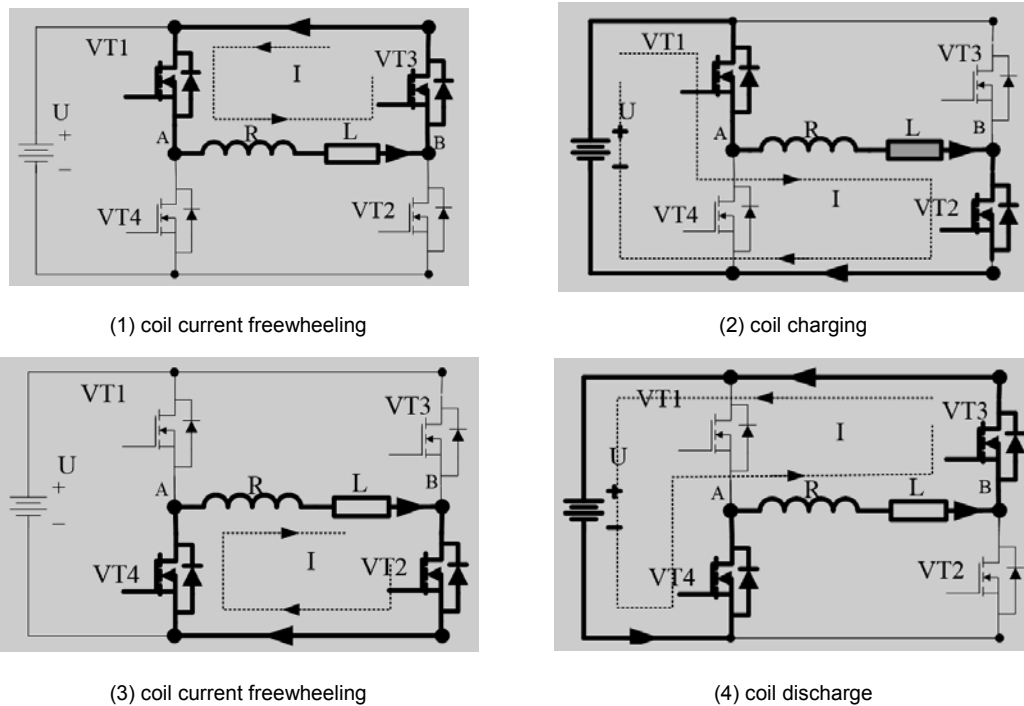 VT1
VT3
I
U
+
−
A
R
L
B
VT4
VT2
(1) coil current freewheeling
VT1
VT3
U
+
−
A
R
L
B
I
VT4
VT2
(2) coil charging
VT1
VT3
U
+
−
A
R
L
B
I
VT4
VT2
(3) coil current freewheeling
VT1
VT3
I
U
+
−
A
R
L
B
VT4
VT2
(4) coil discharge